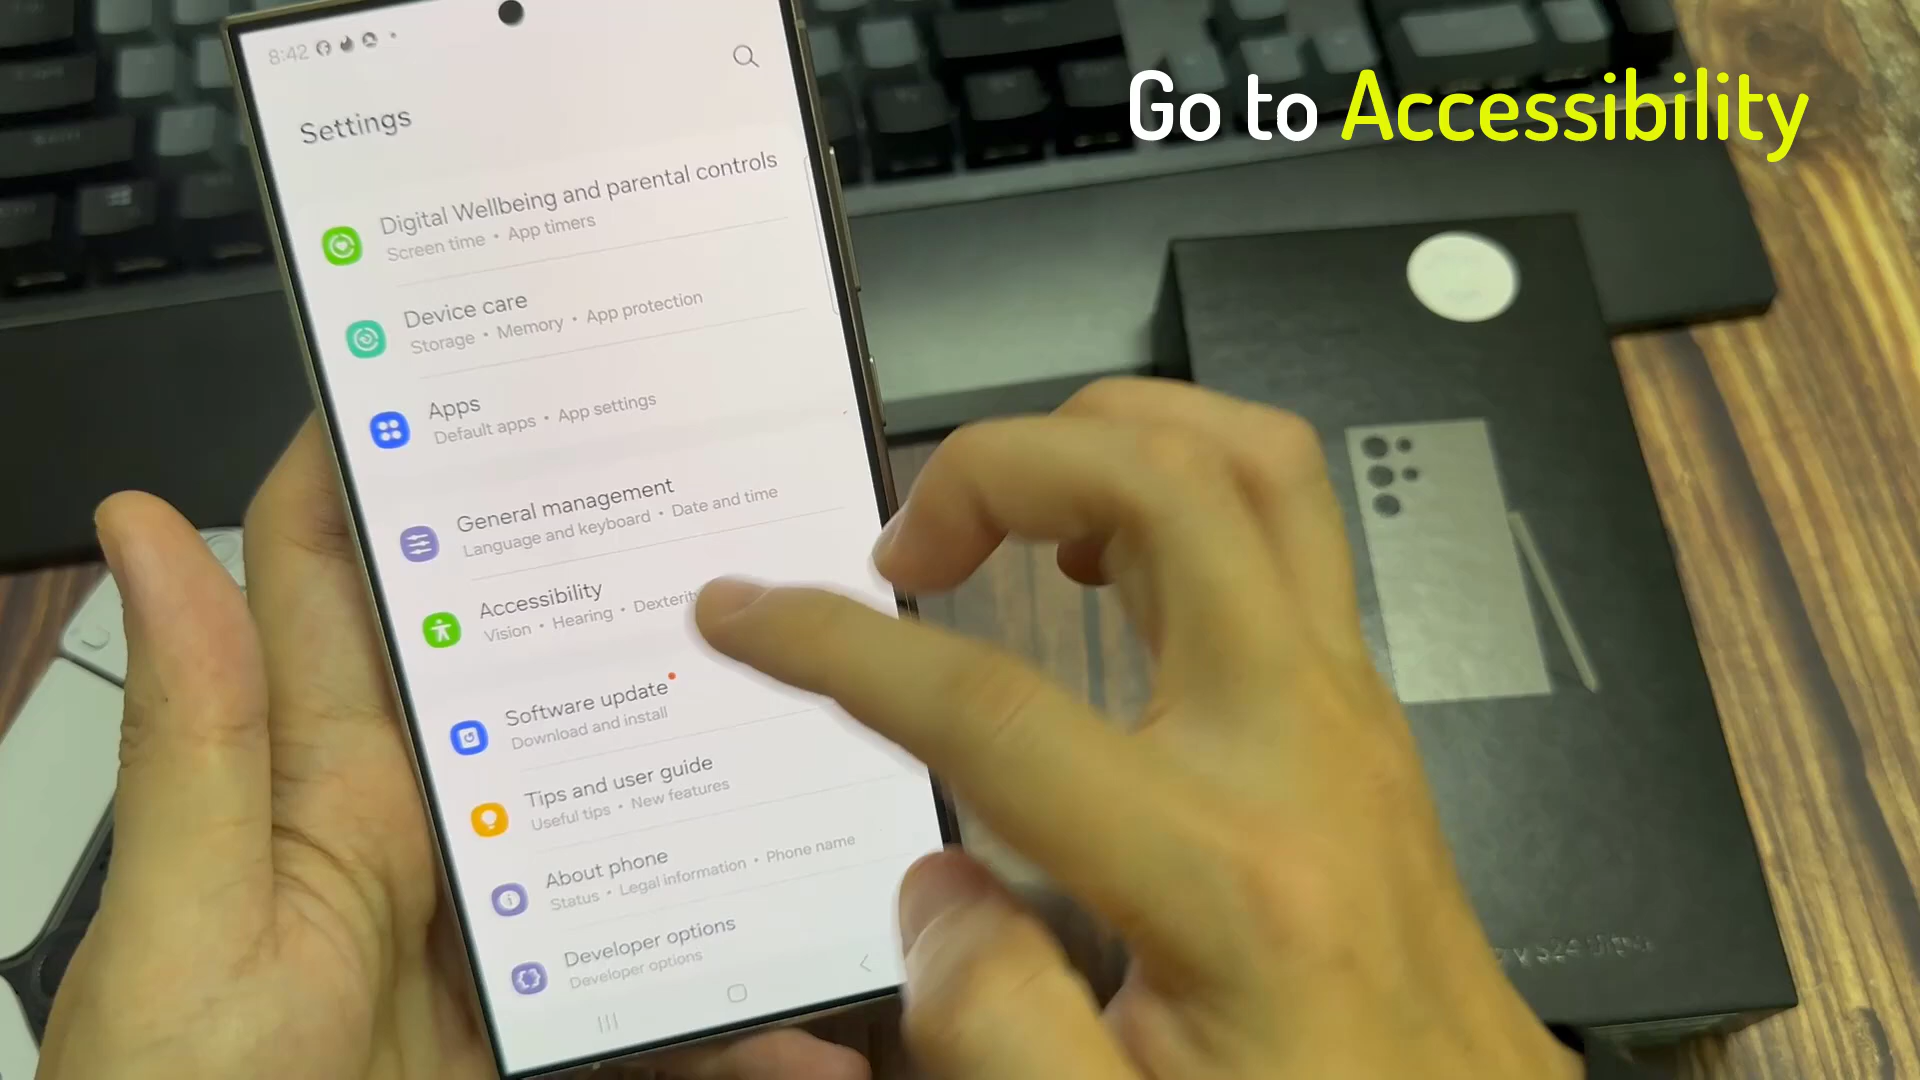 8:42
Go to Accessibility
Settings
Digital Wellbeing and parental controls
Screen time • App timers
Device care
Storage • Memory • App protection
Apps
Default apps • App settings
General management
Language and keyboard • Date and time
Accessibility
Vision • Hearing • Dexterity
Software update
Download and install
Tips and user guide
Useful tips • New features
About phone
Status • Legal information • Phone name
Developer options
Developer options
S24 Ultra